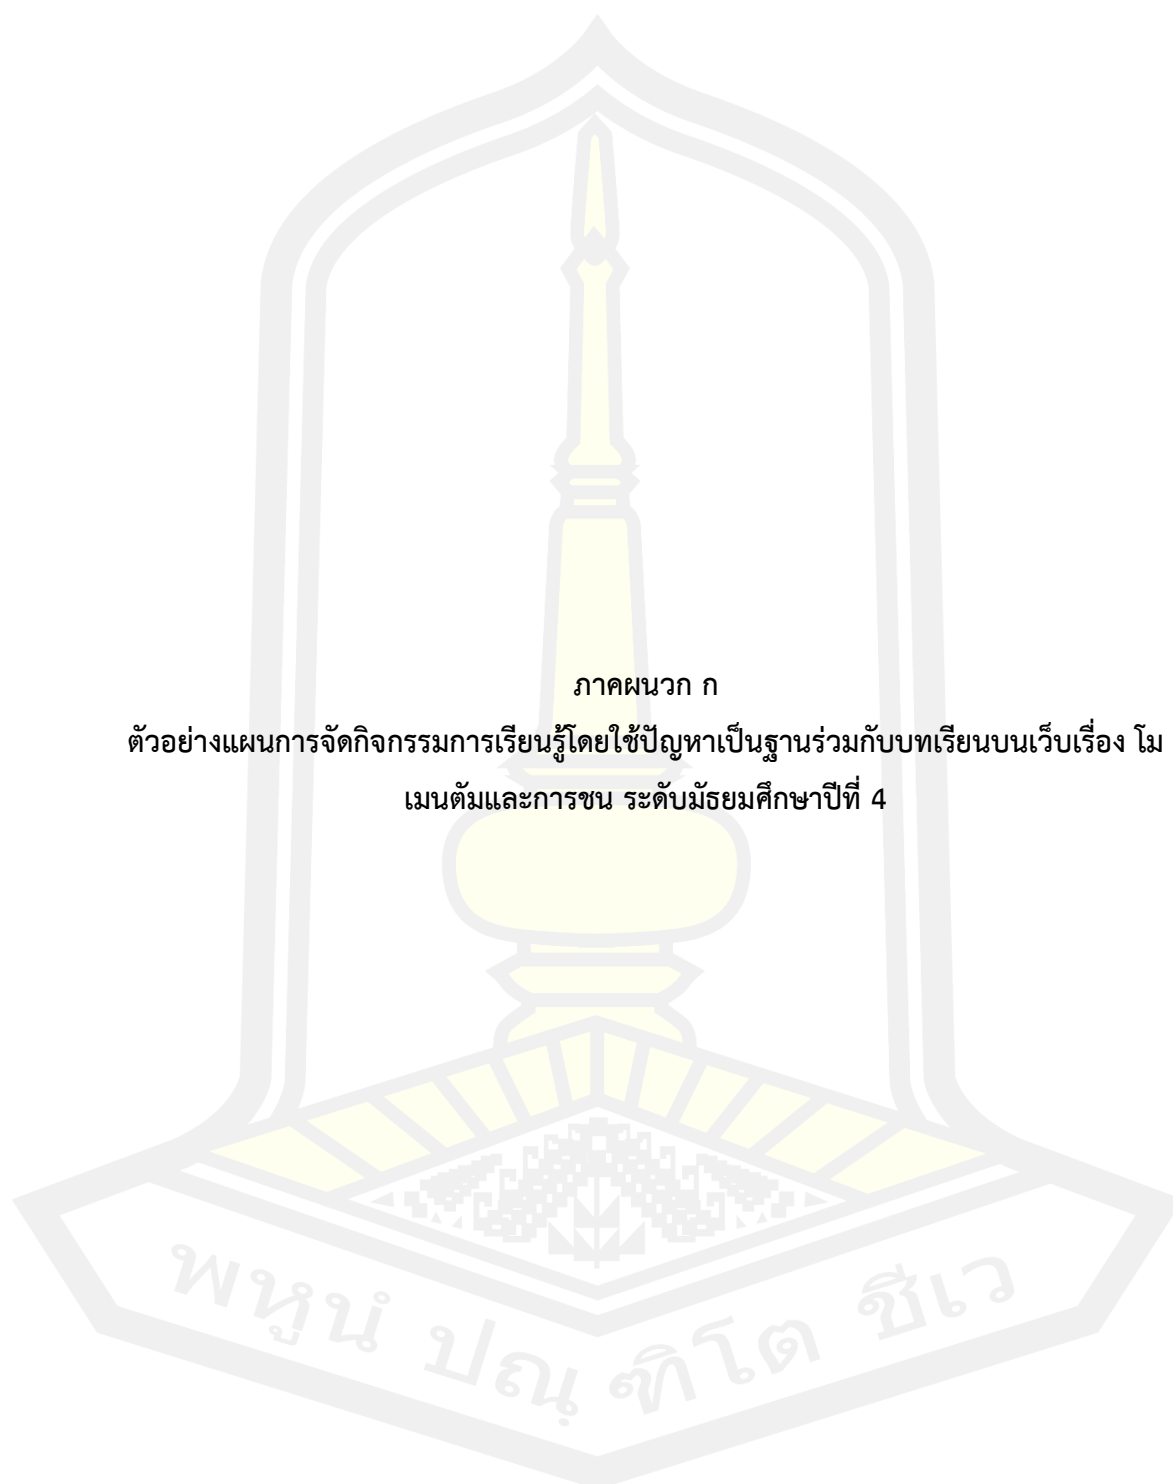 ภาคผนวก ก
ตัวอย่างแผนการจัดกิจกรรมการเรียนรู้โดยใช้ปัญหาเป็นฐานร่วมกับบทเรียนบนเว็บเรื่อง โม
เมนตัมและการชน ระดับมัธยมศึกษาปีที่ 4
พหูนํ ปณฺฑิโต ชีเว